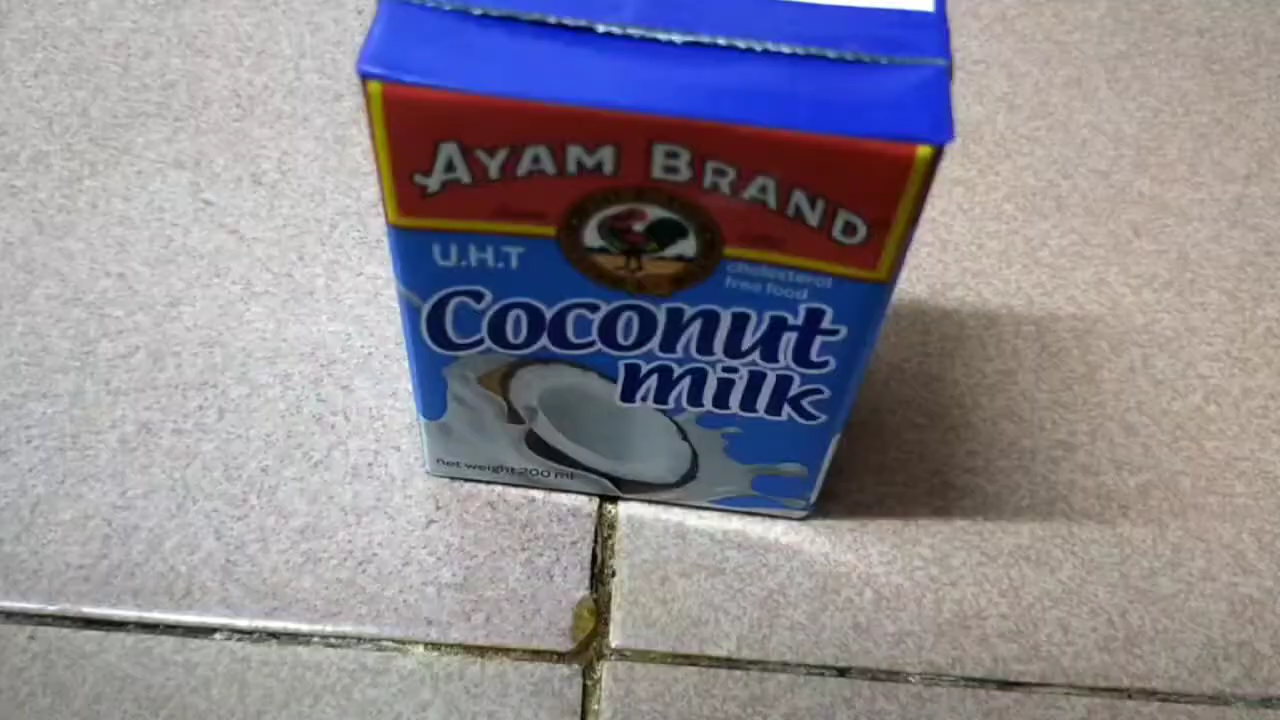 AYAM BRAND
U.H.T
cholesterol
free food
Coconut
milk
net weight 200 ml